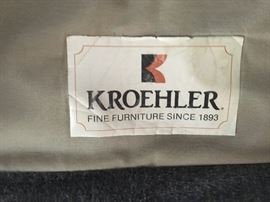 KROEHLER
FINE FURNITURE SINCE 1893